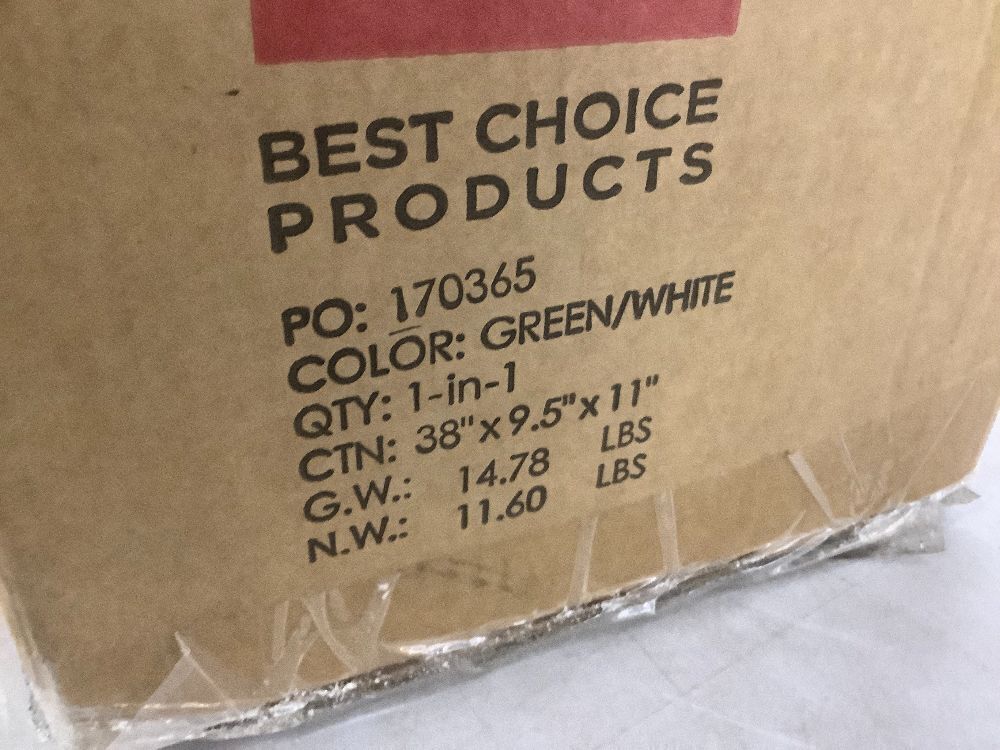 BEST CHOICE
PRODUCTS
PO: 170365
COLOR: GREEN/WHITE
QTY: 1-in-1
CTN: 38"x9.5"x11"
G.W.: 14.78 LBS
N.W.: 11.60 LBS